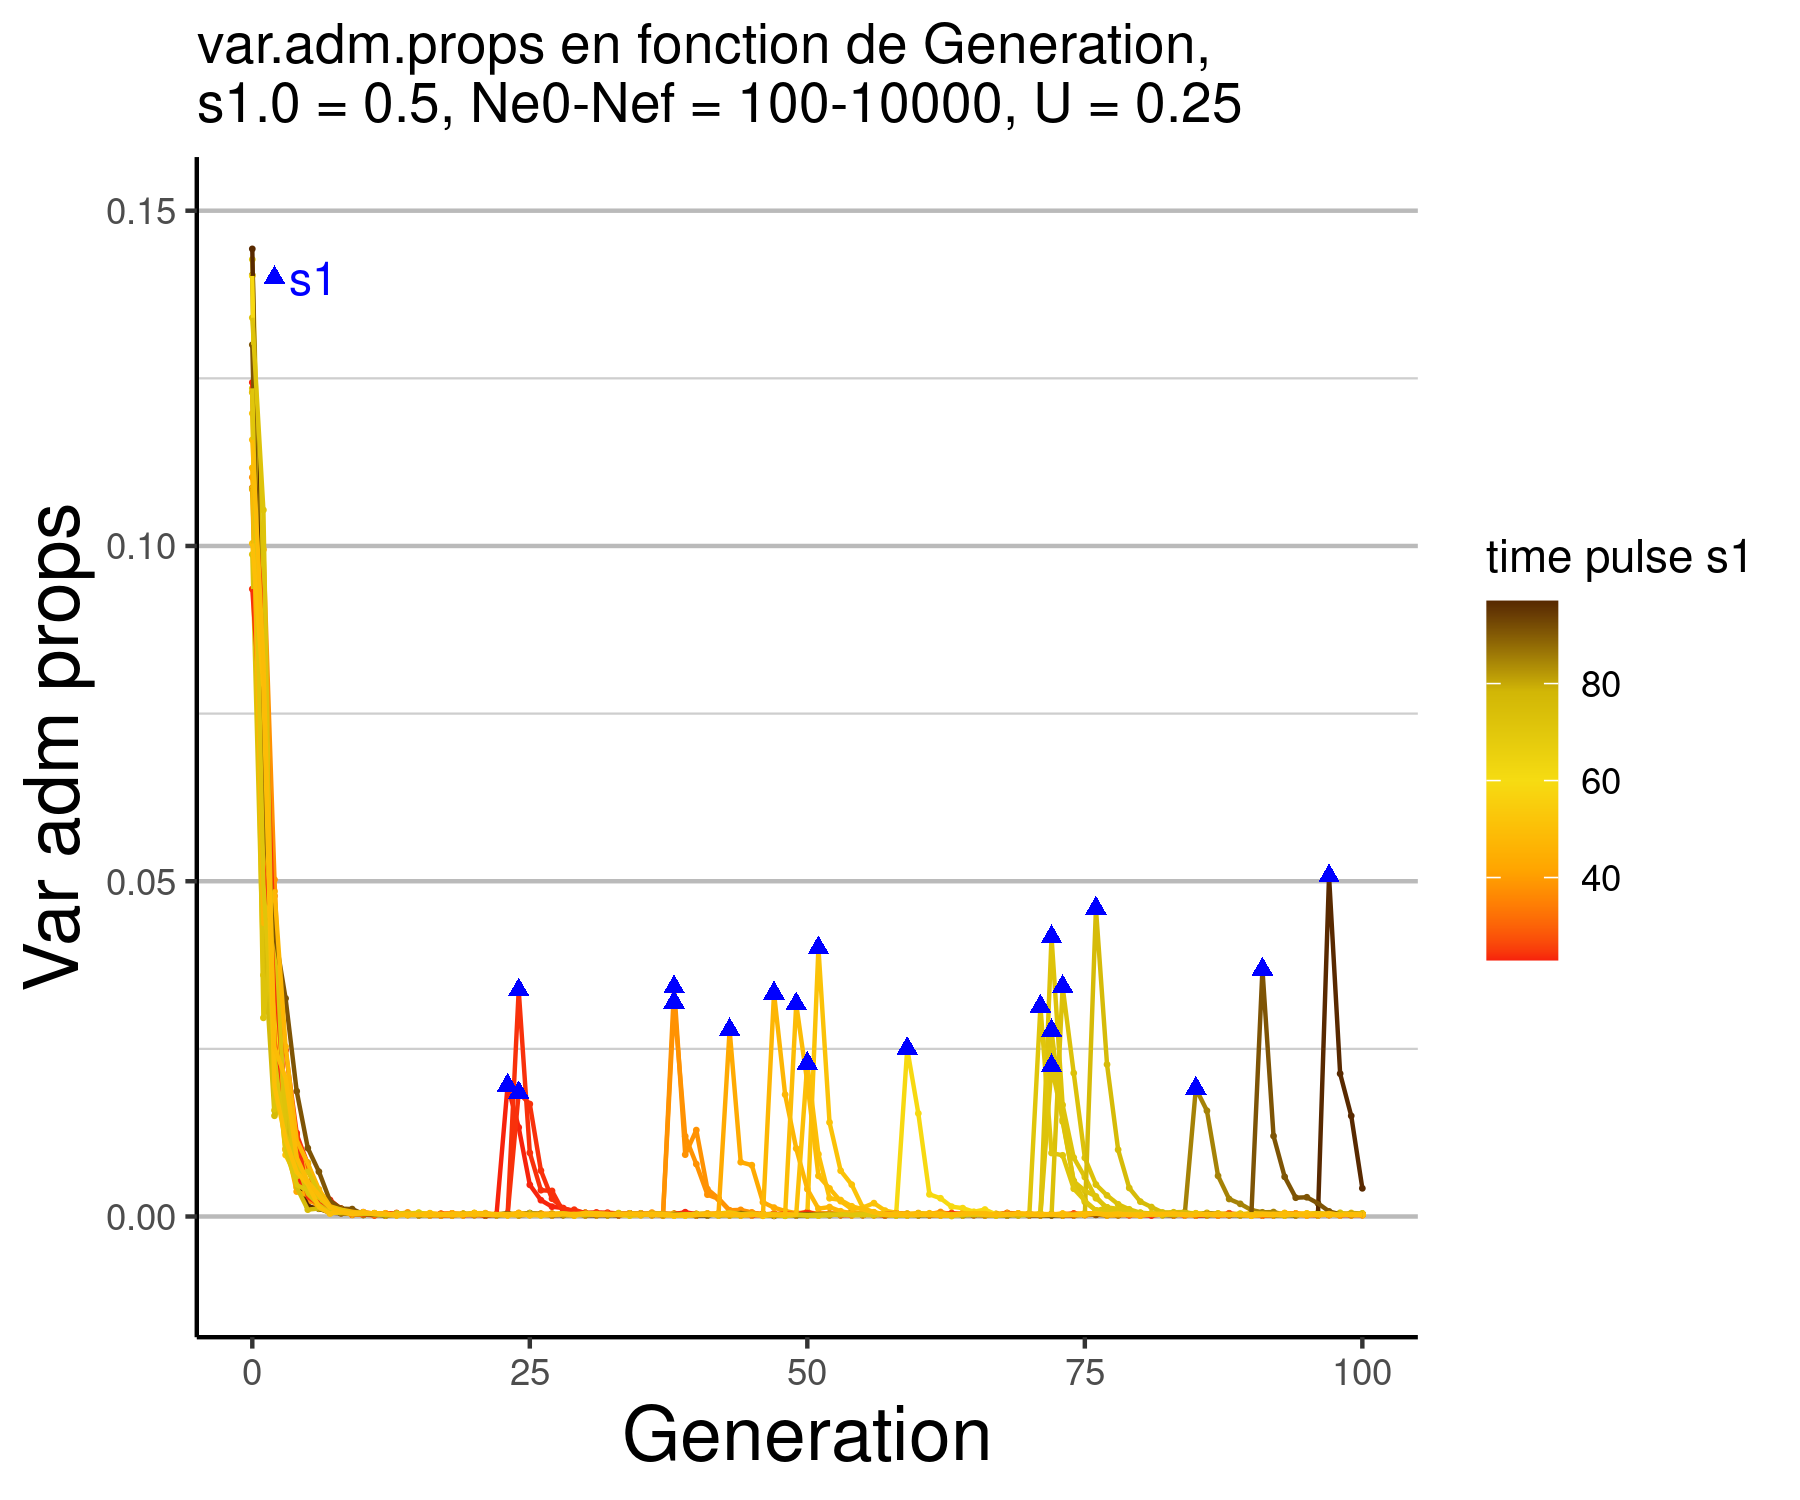 var.adm.props en fonction de Generation,
s1.0 = 0.5, Ne0-Nef = 100-10000, U = 0.25
0.15
s1
0.10
0.05
0.00
Var adm props
0
25
50
75
100
Generation
time pulse s1
80
60
40